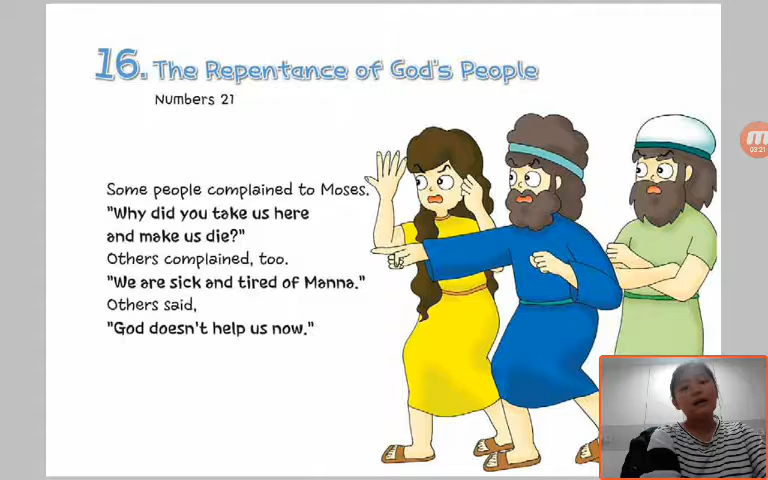 16. The Repentance of God's People
Numbers 21
Some people complained to Moses.
"Why did you take us here
and make us die?"
Others complained, too.
"We are sick and tired of Manna."
Others said,
"God doesn't help us now."
03:21